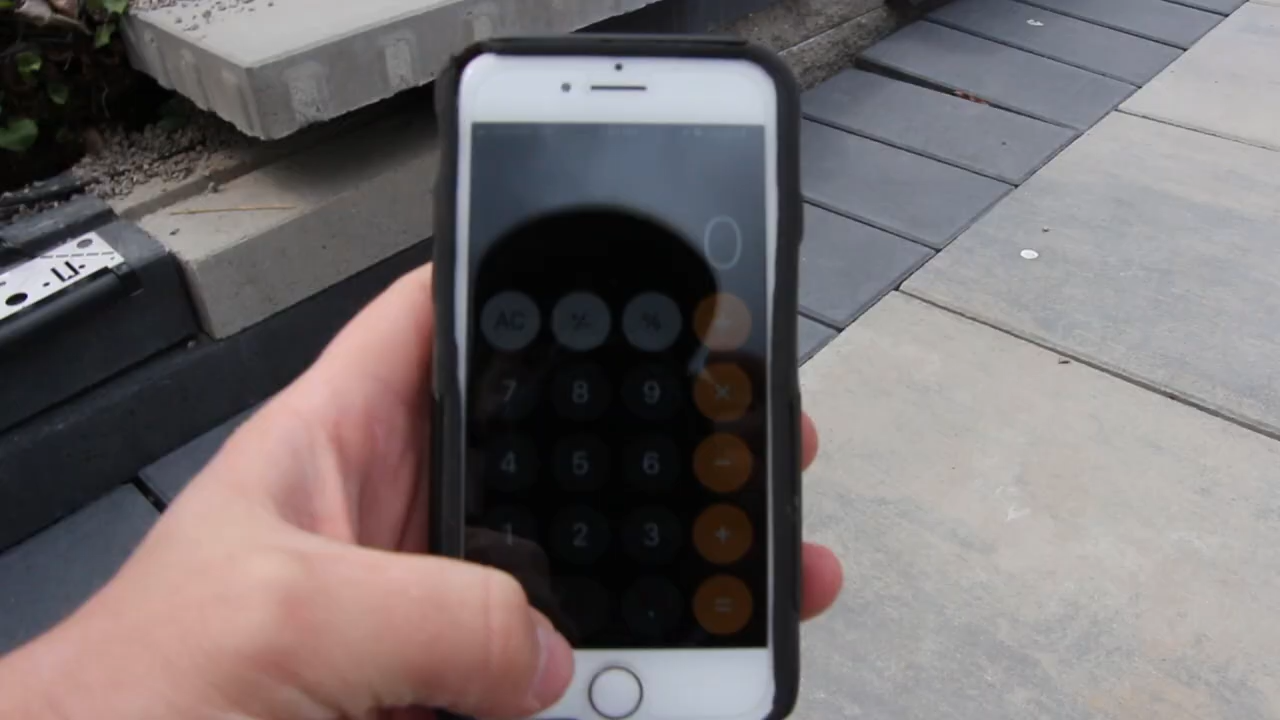 0
AC +/- % ÷
7 8 9 ×
4 5 6 −
1 2 3 +
. =